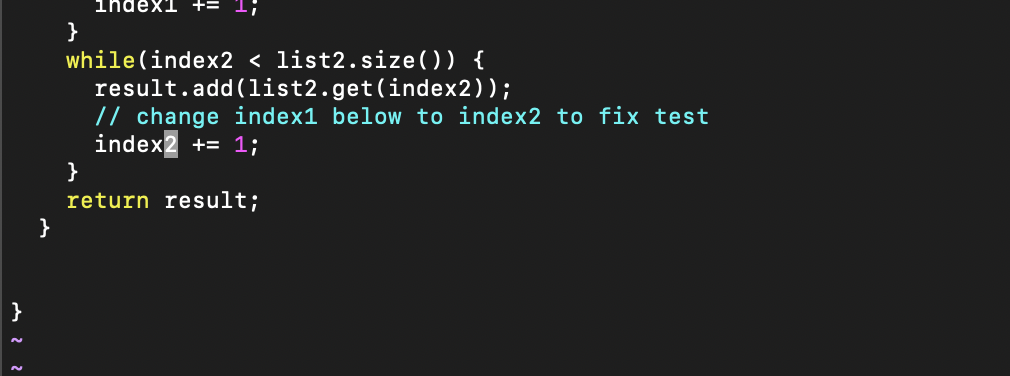 index1 += 1;
}
while(index2 < list2.size()) {
result.add(list2.get(index2));
// change index1 below to index2 to fix test
index2 += 1;
}
return result;
}
}
~
~